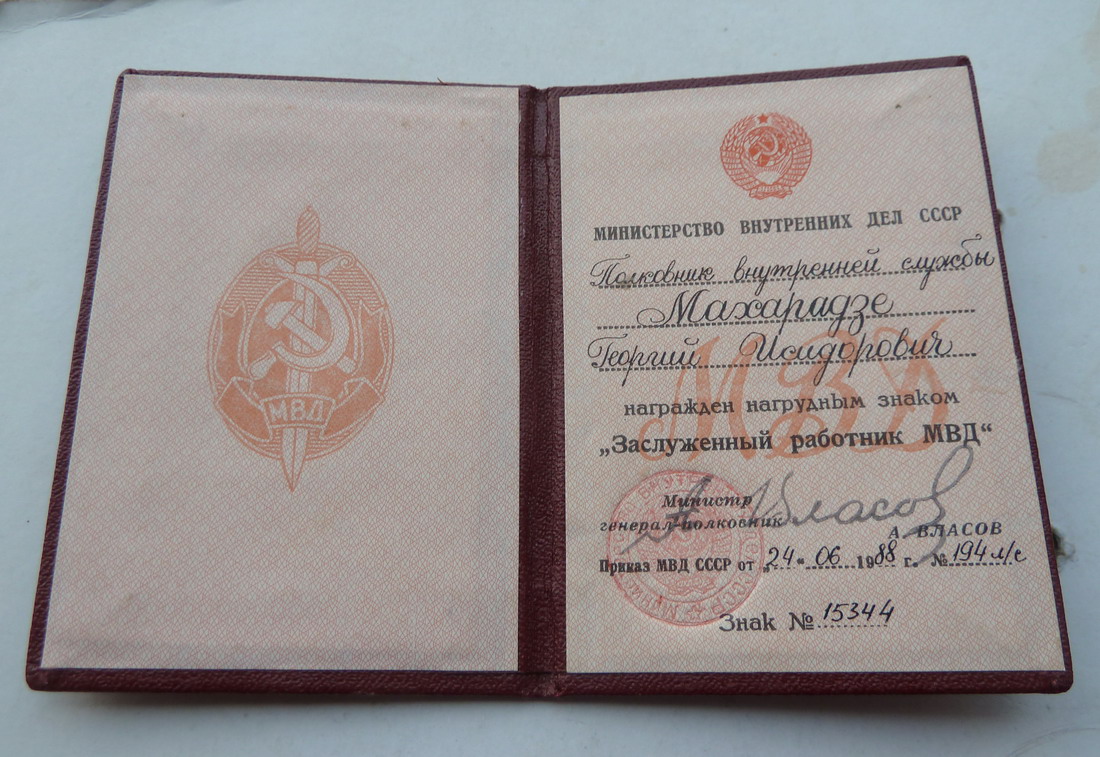 МВД
МИНИСТЕРСТВО ВНУТРЕННИХ ДЕЛ СССР
Полковник внутренней службы
Махарадзе
Георгий Исидорович
МВД
награжден нагрудным знаком
„Заслуженный работник МВД“
Министр
генерал-полковник
Власов
А. ВЛАСОВ
Приказ МВД СССР от „24“ 06 1988 г. № 194 л/с
Знак № 15344